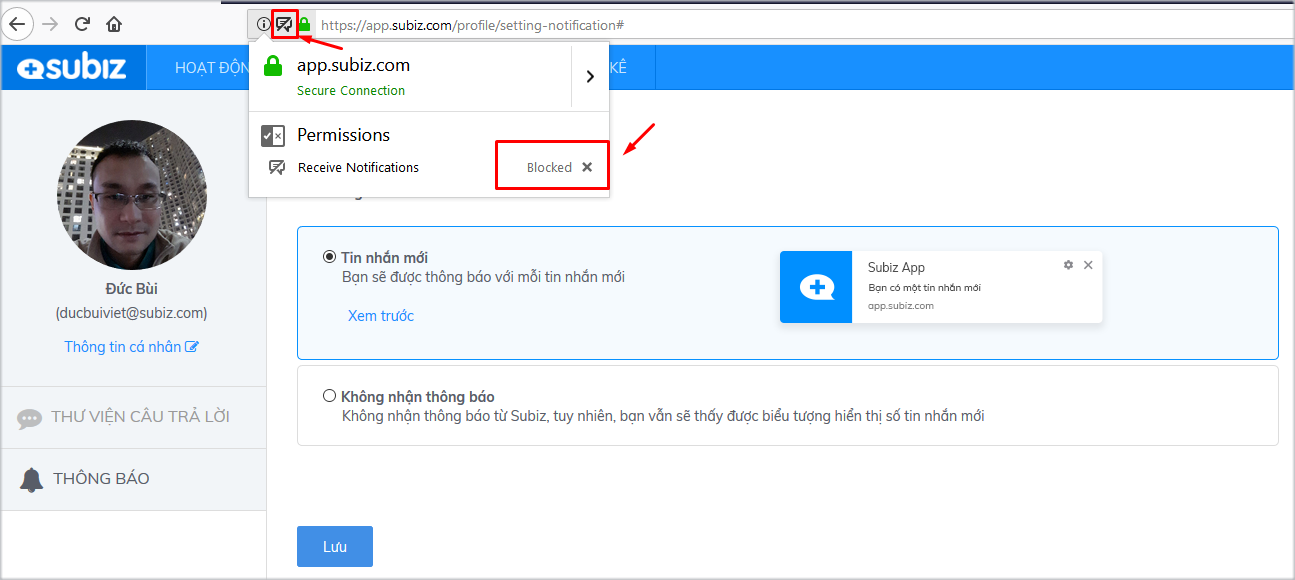 https://app.subiz.com/profile/setting-notification#
subiz
HOẠT ĐỘN
KÊ
app.subiz.com
Secure Connection
Permissions
Receive Notifications
Blocked
Đức Bùi
(ducbuiviet@subiz.com)
Thông tin cá nhân
THƯ VIỆN CÂU TRẢ LỜI
THÔNG BÁO
Tin nhắn mới
Bạn sẽ được thông báo với mỗi tin nhắn mới
Xem trước
Subiz App
Bạn có một tin nhắn mới
app.subiz.com
Không nhận thông báo
Không nhận thông báo từ Subiz, tuy nhiên, bạn vẫn sẽ thấy được biểu tượng hiển thị số tin nhắn mới
Lưu